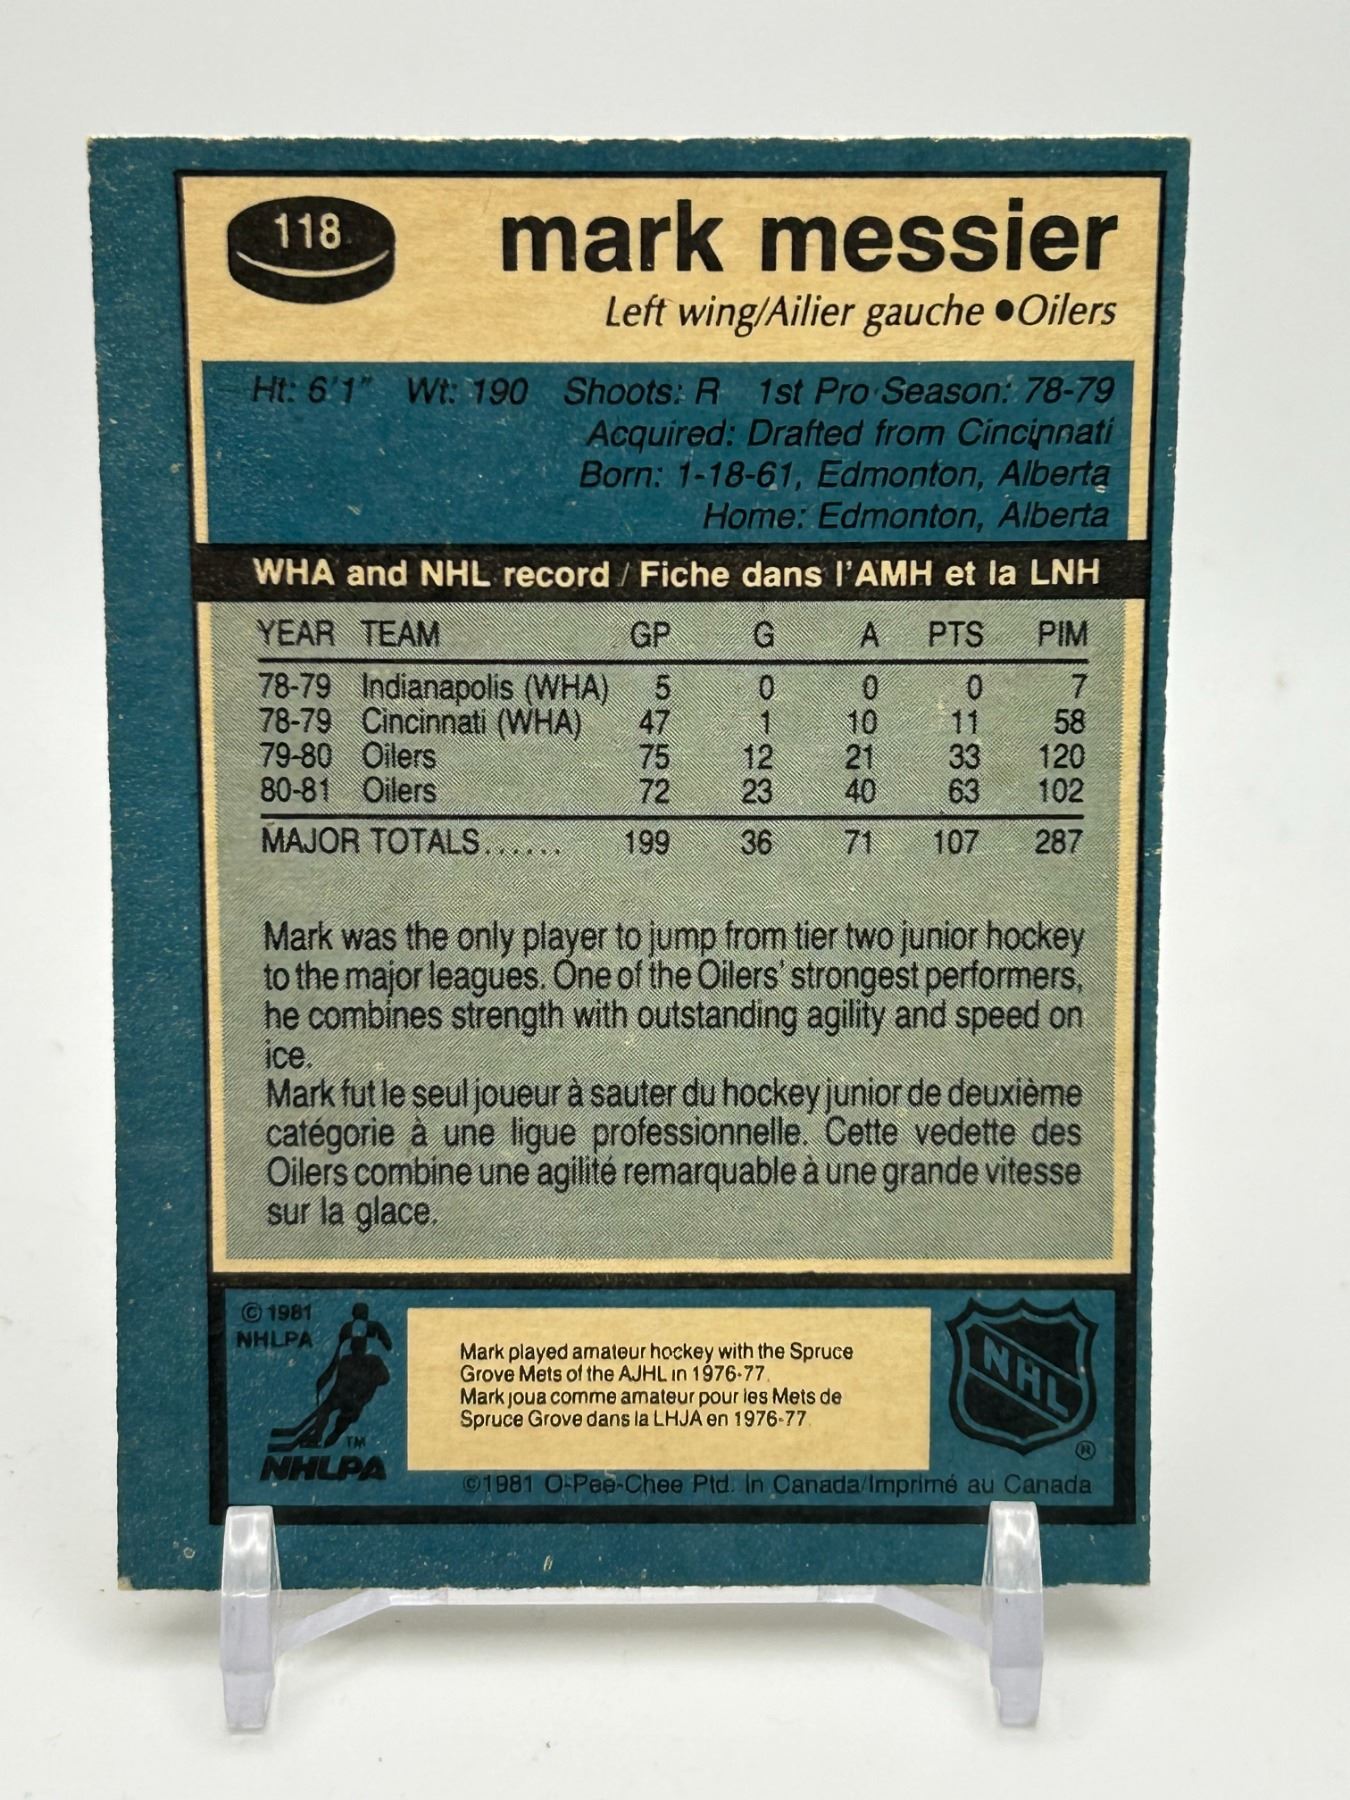 118
mark messier
Left wing/Ailier gauche ●Oilers
Ht: 6'1" Wt: 190 Shoots: R 1st Pro Season: 78-79
Acquired: Drafted from Cincinnati
Born: 1-18-61, Edmonton, Alberta
Home: Edmonton, Alberta
WHA and NHL record / Fiche dans l'AMH et la LNH
YEAR TEAM GP G A PTS PIM
78-79 Indianapolis (WHA) 5 0 0 0 7
78-79 Cincinnati (WHA) 47 1 10 11 58
79-80 Oilers 75 12 21 33 120
80-81 Oilers 72 23 40 63 102
MAJOR TOTALS...... 199 36 71 107 287
Mark was the only player to jump from tier two junior hockey
to the major leagues. One of the Oilers' strongest performers,
he combines strength with outstanding agility and speed on
ice.
Mark fut le seul joueur à sauter du hockey junior de deuxième
catégorie à une ligue professionnelle. Cette vedette des
Oilers combine une agilité remarquable à une grande vitesse
sur la glace.
© 1981
NHLPA
TM
NHLPA
Mark played amateur hockey with the Spruce
Grove Mets of the AJHL in 1976-77.
Mark joua comme amateur pour les Mets de
Spruce Grove dans la LHJA en 1976-77.
NHL
®
©1981 O-Pee-Chee Ptd. in Canada/Imprimé au Canada